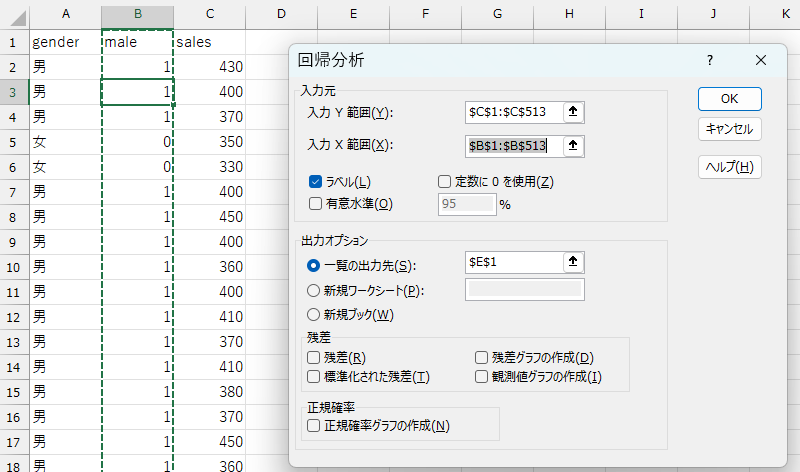 A B C D E F G H I J K
1 gender male sales
2 男 1 430
3 男 1 400
4 男 1 370
5 女 0 350
6 女 0 330
7 男 1 400
8 男 1 450
9 男 1 400
10 男 1 360
11 男 1 400
12 男 1 410
13 男 1 370
14 男 1 410
15 男 1 380
16 男 1 370
17 男 1 450
18 男 1 360
回帰分析 ? ×
入力元
入力 Y 範囲(Y): $C$1:$C$513
入力 X 範囲(X): $B$1:$B$513
ラベル(L) 定数に 0 を使用(Z)
有意水準(O) 95 %
OK
キャンセル
ヘルプ(H)
出力オプション
一覧の出力先(S): $E$1
新規ワークシート(P):
新規ブック(W)
残差
残差(R) 残差グラフの作成(D)
標準化された残差(T) 観測値グラフの作成(I)
正規確率
正規確率グラフの作成(N)